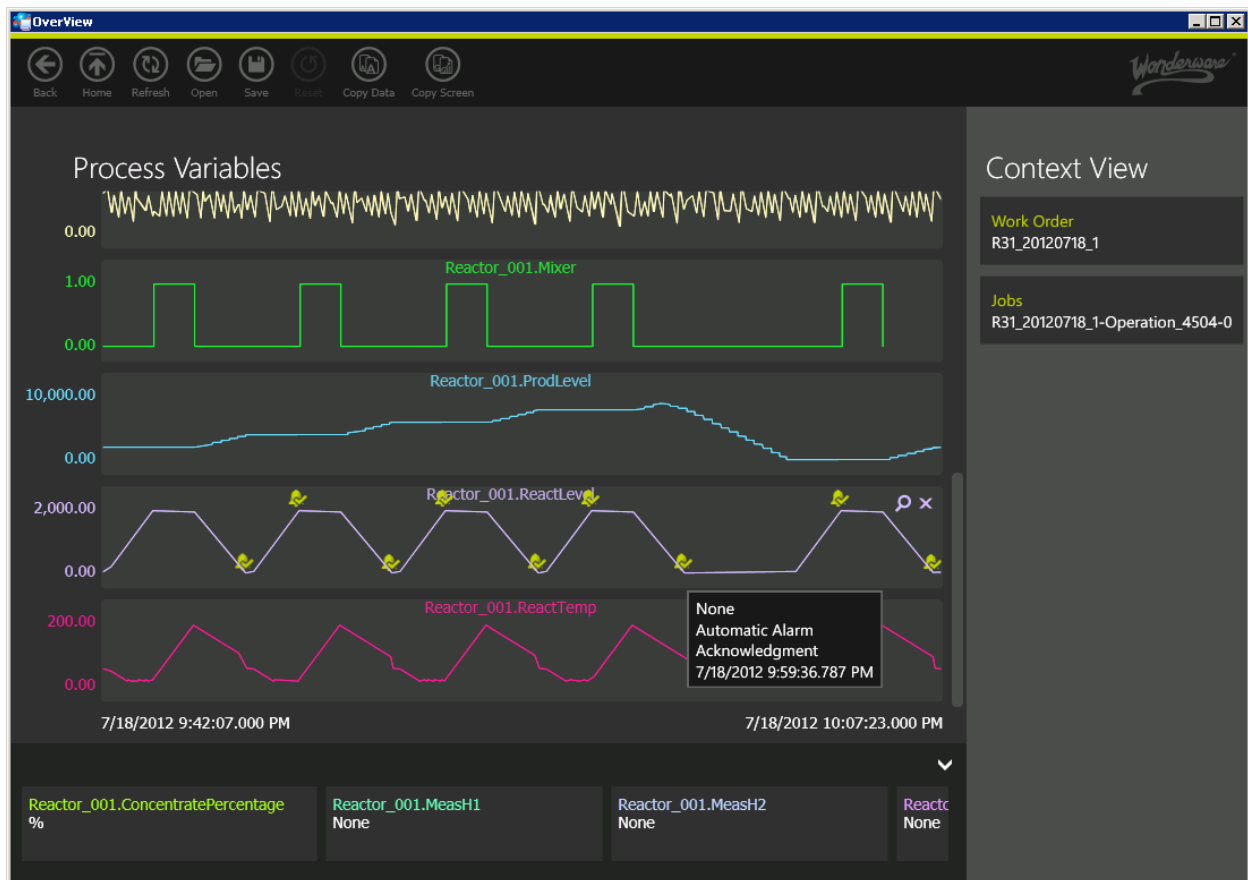 OverView
Back
Home
Refresh
Open
Save
Reset
Copy Data
Copy Screen
Wonderware
Process Variables
0.00
Reactor_001.Mixer
1.00
0.00
Reactor_001.ProdLevel
10,000.00
0.00
Reactor_001.ReactLevel
2,000.00
0.00
Reactor_001.ReactTemp
200.00
0.00
None
Automatic Alarm
Acknowledgment
7/18/2012 9:59:36.787 PM
7/18/2012 9:42:07.000 PM
7/18/2012 10:07:23.000 PM
Context View
Work Order
R31_20120718_1
Jobs
R31_20120718_1-Operation_4504-0
Reactor_001.ConcentratePercentage
%
Reactor_001.MeasH1
None
Reactor_001.MeasH2
None
Reactc
None